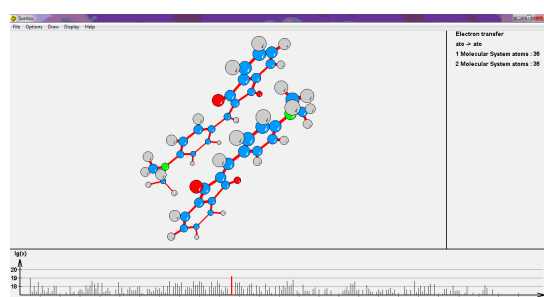 Sorriso
File Options Draw Display Help
Electron transfer
ato -> ato
1 Molecular System atoms : 36
2 Molecular System atoms : 36
lg(x)
20
19
18